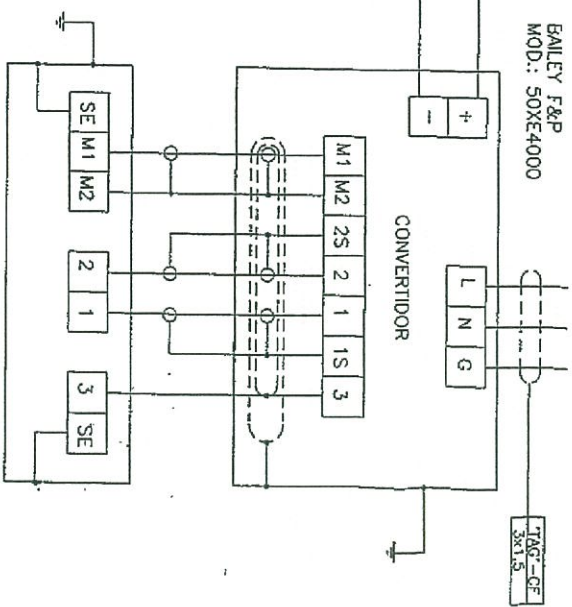 BAILEY F&P
MOD.: 50XE4000
+
-
L
N
G
"TAG"-CF
3x1,5
CONVERTIDOR
M1
M2
2S
2
1
1S
3
SE
M1
M2
2
1
3
SE